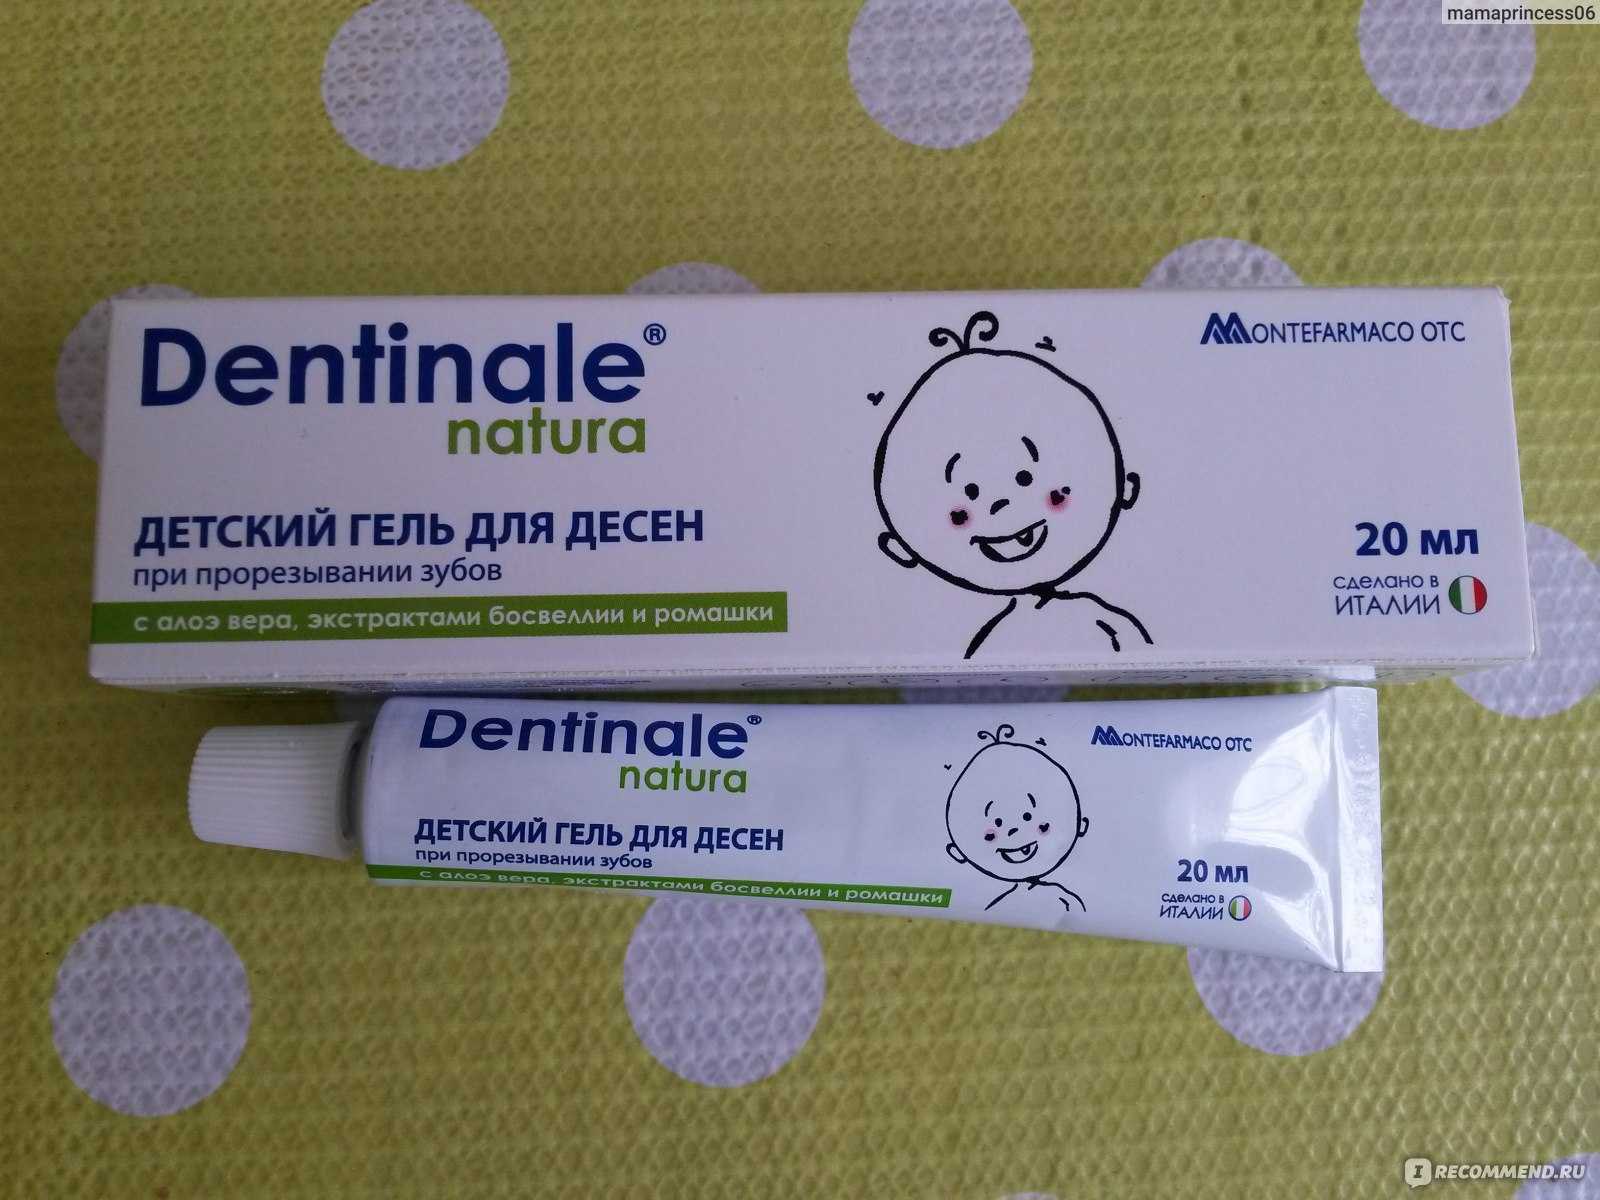 mamaprincess06
Dentinale®
natura
MONTEFARMACO OTC
ДЕТСКИЙ ГЕЛЬ ДЛЯ ДЕСЕН
при прорезывании зубов
с алоэ вера, экстрактами босвеллии и ромашки
20 мл
сделано в
ИТАЛИИ
Dentinale®
natura
MONTEFARMACO OTC
ДЕТСКИЙ ГЕЛЬ ДЛЯ ДЕСЕН
при прорезывании зубов
с алоэ вера, экстрактами босвеллии и ромашки
20 мл
сделано в
ИТАЛИИ
IRECOMMEND.RU